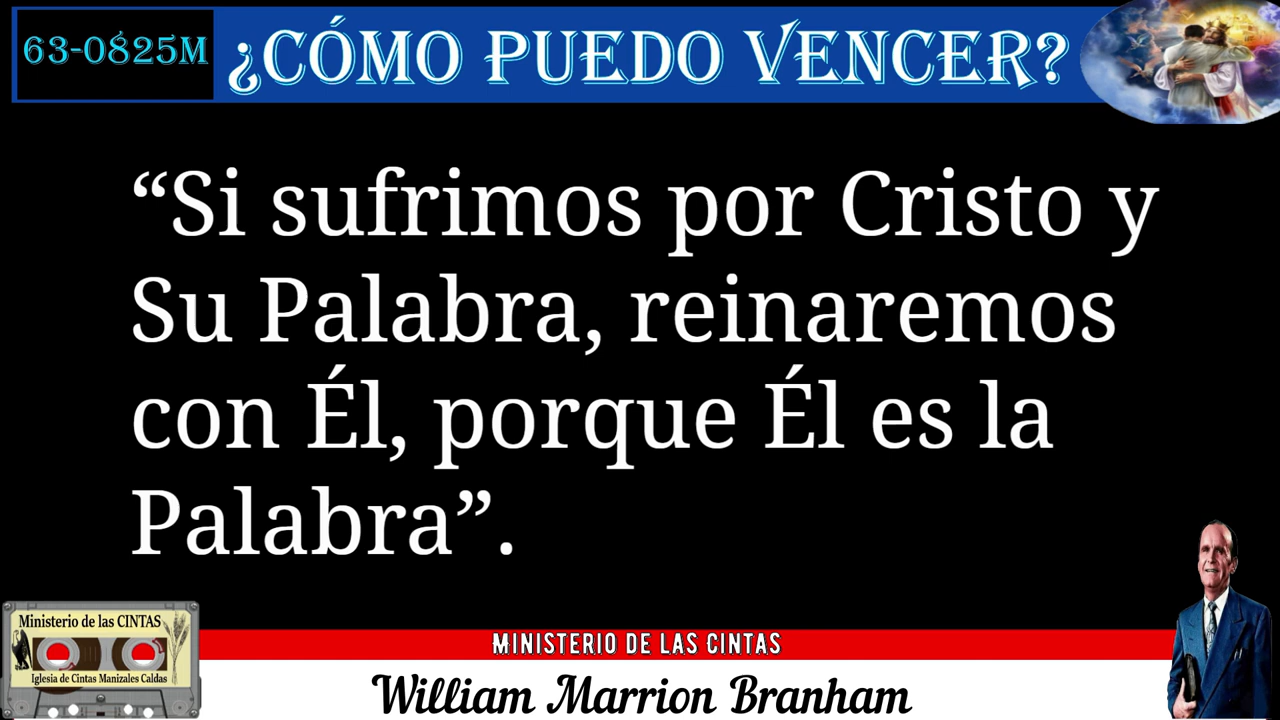 63-0825M
¿CÓMO PUEDO VENCER?
“Si sufrimos por Cristo y
Su Palabra, reinaremos
con Él, porque Él es la
Palabra”.
Ministerio de las CINTAS
Iglesia de Cintas Manizales Caldas
MINISTERIO DE LAS CINTAS
William Marrion Branham